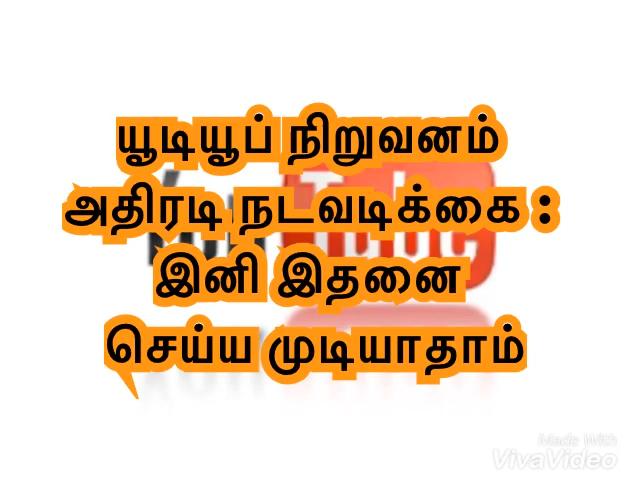 யூடியூப் நிறுவனம்
அதிரடி நடவடிக்கை :
இனி இதனை
செய்ய முடியாதாம்
Made With
VivaVideo